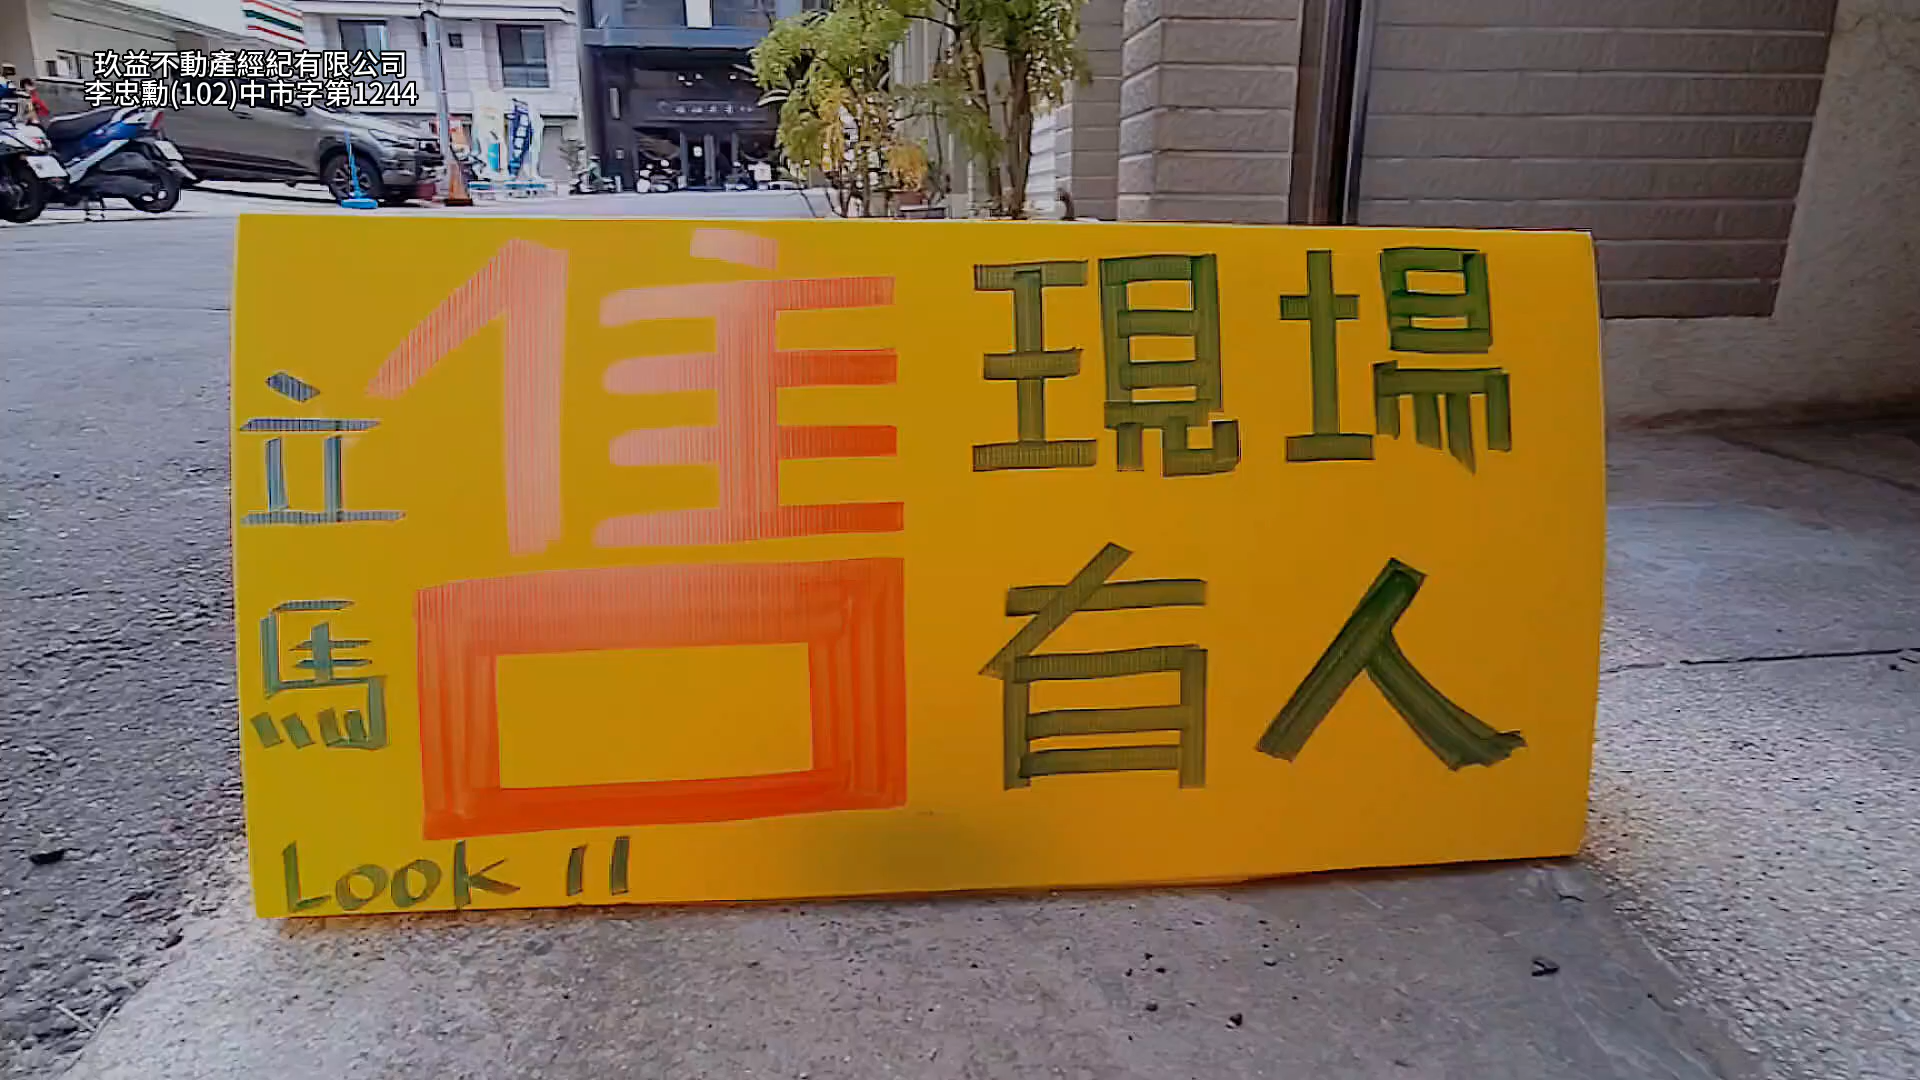 玖益不動產經紀有限公司
李忠勳(102)中市字第1244
售
現場
有人
立馬
Look !!